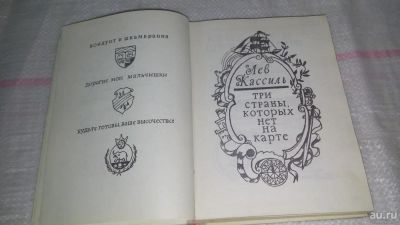 кондуит и швамбрания
дорогие мои мальчишки
будьте готовы, ваше высочество!
Лев
Кассиль
ТРИ
СТРАНЫ,
КОТОРЫХ
НЕТ
НА
КАРТЕ
au.ru